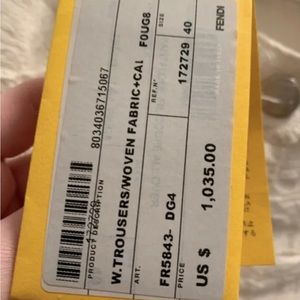 FENDI
8034036715067
PRODUCT DESCRIPTION
W.TROUSERS/WOVEN FABRIC+CAL F0UG8
ART.
FR5843- DG4
REF.N°
172729
SIZE
40
PRICE
US $ 1,035.00